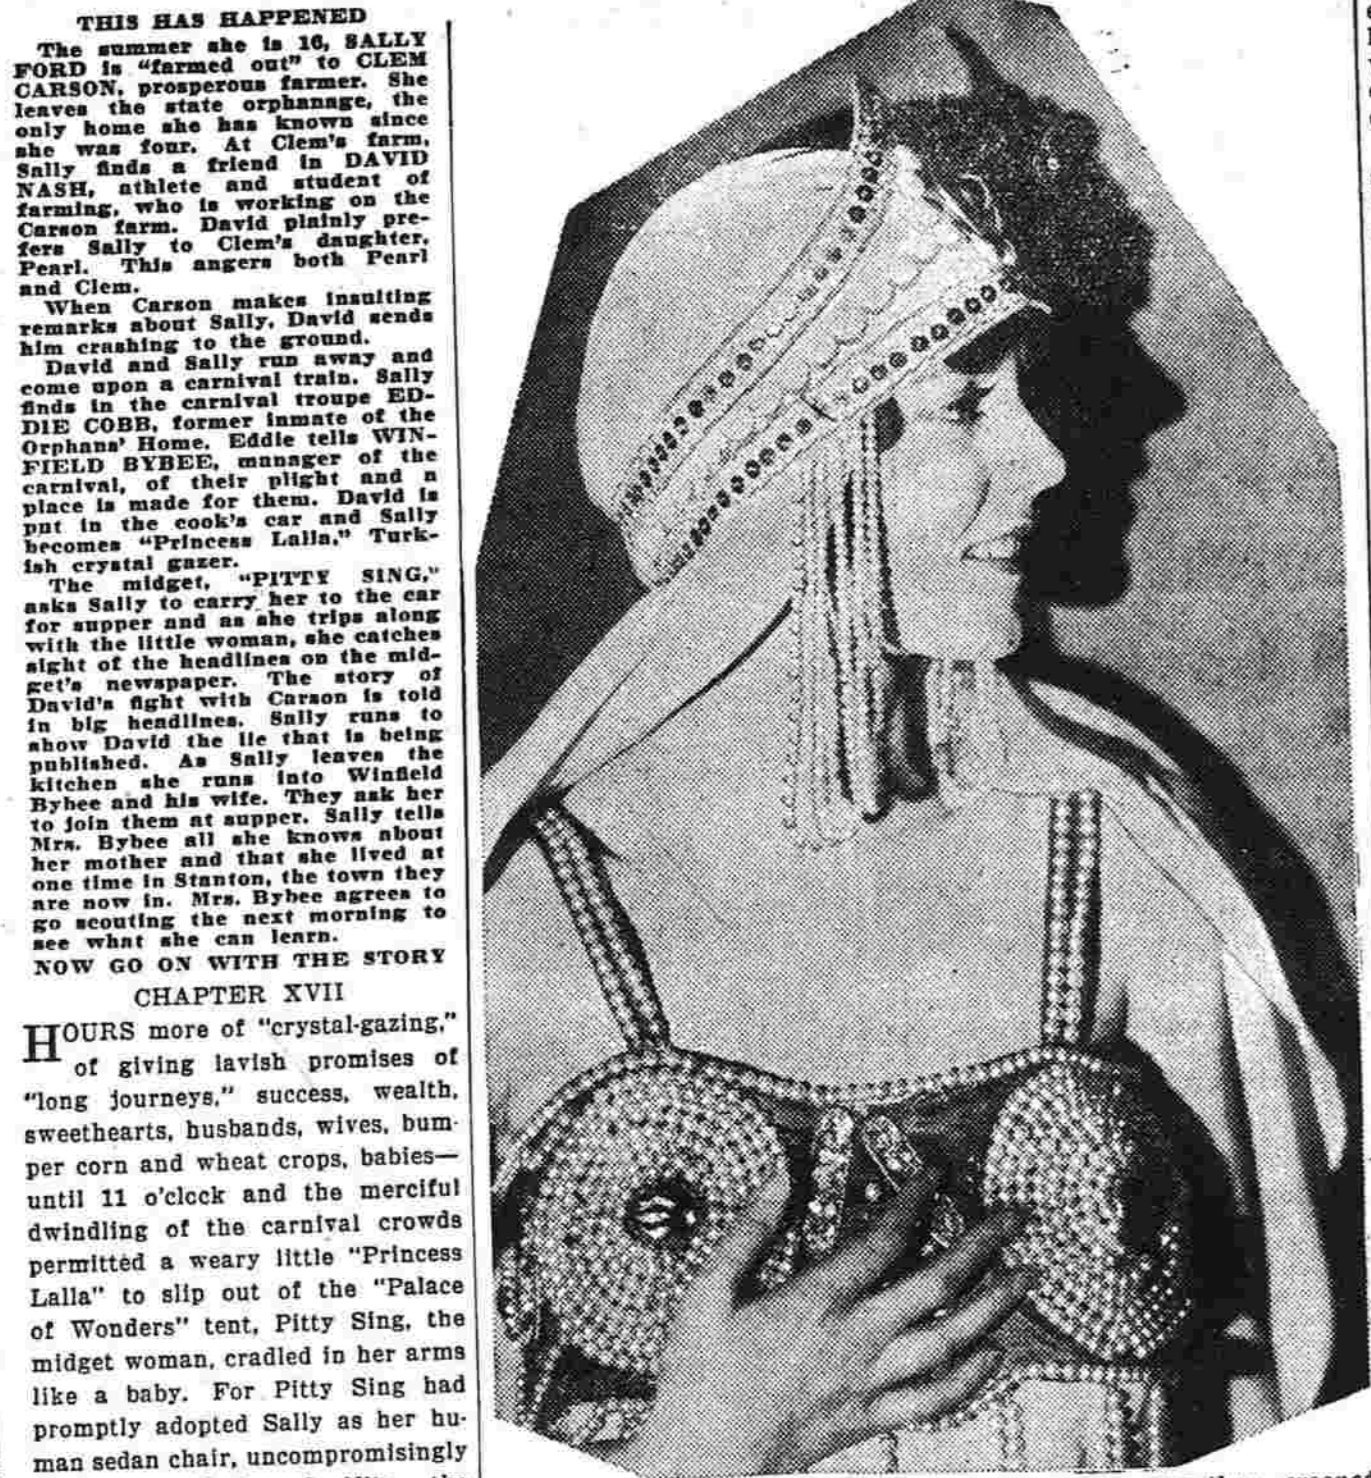 THIS HAS HAPPENED
The summer she is 16, SALLY
FORD is "farmed out" to CLEM
CARSON, prosperous farmer. She
leaves the state orphanage, the
only home she has known since
she was four. At Clem's farm,
Sally finds a friend in DAVID
NASH, athlete and student of
farming, who is working on the
Carson farm. David plainly pre-
fers Sally to Clem's daughter,
Pearl. This angers both Pearl
and Clem.
When Carson makes insulting
remarks about Sally, David sends
him crashing to the ground.
David and Sally run away and
come upon a carnival train. Sally
finds in the carnival troupe ED-
DIE COBB, former inmate of the
Orphans' Home. Eddie tells WIN-
FIELD BYBEE, manager of the
carnival, of their plight and a
place is made for them. David is
put in the cook's car and Sally
becomes "Princess Lalla," Turk-
ish crystal gazer.
The midget, "PITTY SING,"
asks Sally to carry her to the car
for supper and as she trips along
with the little woman, she catches
sight of the headlines on the mid-
get's newspaper. The story of
David's fight with Carson is told
in big headlines. Sally runs to
show David the lie that is being
published. As Sally leaves the
kitchen she runs into Winfield
Bybee and his wife. They ask her
to join them at supper. Sally tells
Mrs. Bybee all she knows about
her mother and that she lived at
one time in Stanton, the town they
are now in. Mrs. Bybee agrees to
go scouting the next morning to
see what she can learn.
NOW GO ON WITH THE STORY
CHAPTER XVII
HOURS more of "crystal-gazing,"
of giving lavish promises of
"long journeys," success, wealth,
sweethearts, husbands, wives, bum-
per corn and wheat crops, babies—
until 11 o'clock and the merciful
dwindling of the carnival crowds
permitted a weary little "Princess
Lalla" to slip out of the "Palace
of Wonders" tent, Pitty Sing, the
midget woman, cradled in her arms
like a baby. For Pitty Sing had
promptly adopted Sally as her hu-
man sedan chair, uncompromisingly